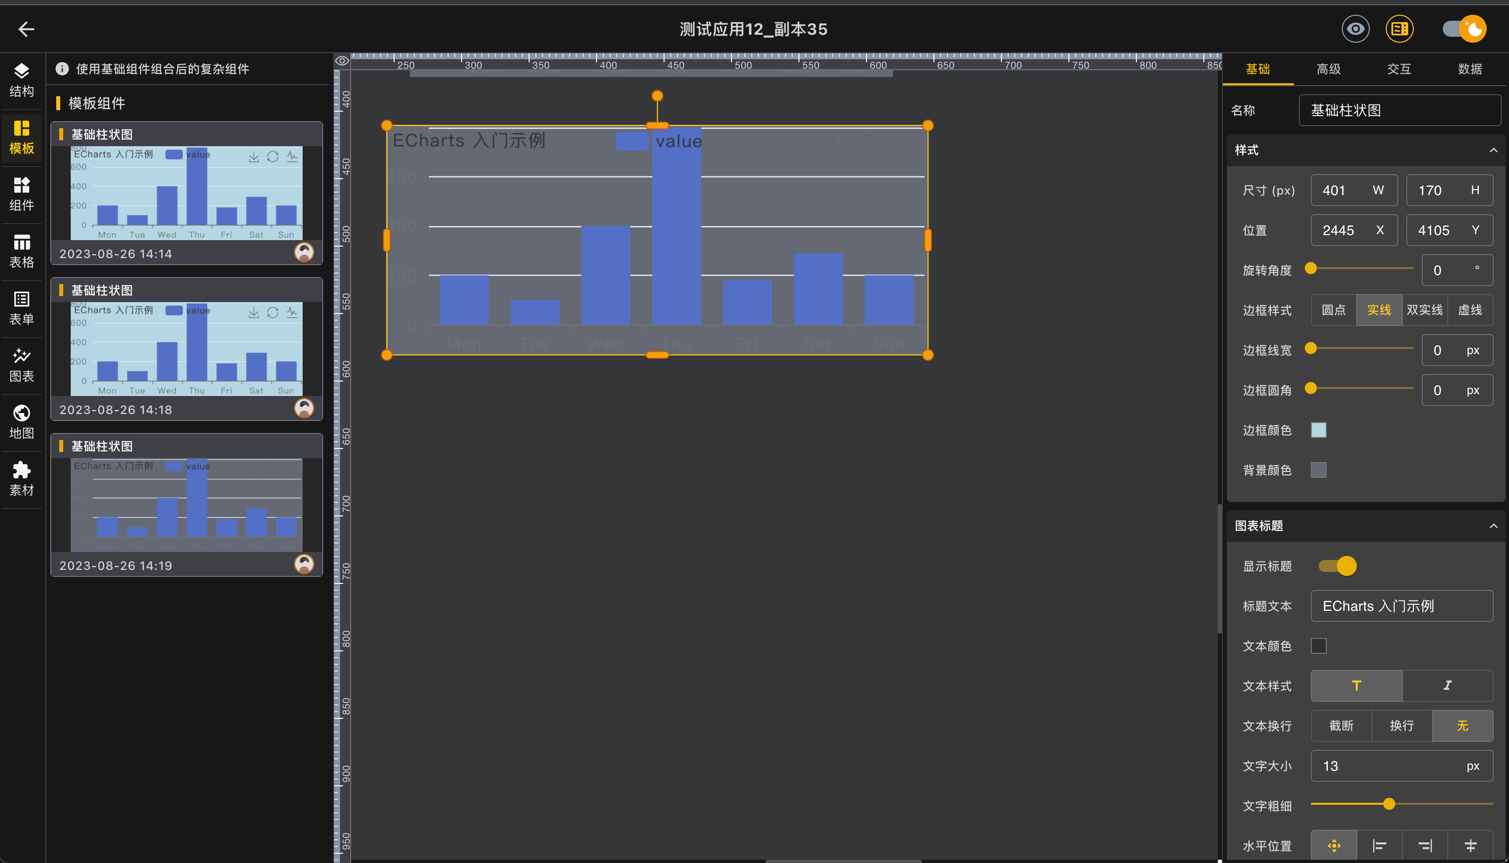 测试应用12_副本35
结构
模板
组件
表格
表单
图表
地图
素材
使用基础组件组合后的复杂组件
模板组件
基础柱状图
ECharts 入门示例
value
800
600
400
200
0
Mon Tue Wed Thu Fri Sat Sun
2023-08-26 14:14
基础柱状图
ECharts 入门示例
value
800
600
400
200
0
Mon Tue Wed Thu Fri Sat Sun
2023-08-26 14:18
基础柱状图
ECharts 入门示例
value
2023-08-26 14:19
250 300 350 400 450 500 550 600 650 700 750 800 850
400
450
500
550
600
650
700
750
800
850
900
950
ECharts 入门示例
value
600
400
200
0
Mon Tue Wed Thu Fri Sat Sun
基础 高级 交互 数据
名称 基础柱状图
样式
尺寸 (px) 401 W 170 H
位置 2445 X 4105 Y
旋转角度 0 °
边框样式 圆点 实线 双实线 虚线
边框线宽 0 px
边框圆角 0 px
边框颜色
背景颜色
图表标题
显示标题
标题文本 ECharts 入门示例
文本颜色
文本样式 T I
文本换行 截断 换行 无
文字大小 13 px
文字粗细
水平位置